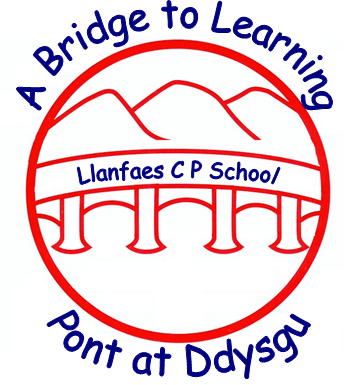 A Bridge to Learning
Llanfaes C P School
Pont at Ddysgu